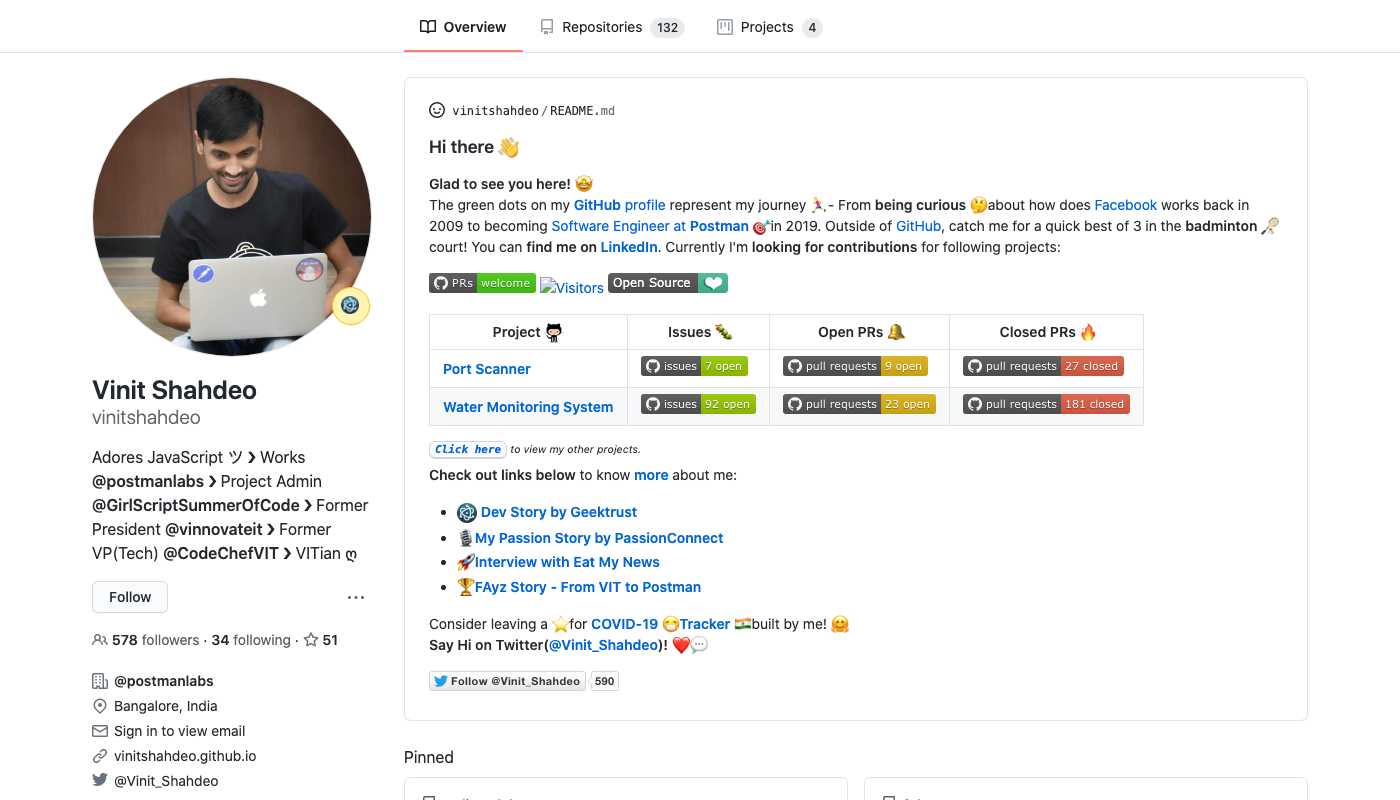 Overview Repositories 132 Projects 4
vinitshahdeo/README.md
Hi there 👋
Glad to see you here! 🤩
The green dots on my GitHub profile represent my journey 🏃‍♂️- From being curious 🤔about how does Facebook works back in
2009 to becoming Software Engineer at Postman 🎯in 2019. Outside of GitHub, catch me for a quick best of 3 in the badminton 🏸
court! You can find me on LinkedIn. Currently I'm looking for contributions for following projects:
PRs welcome Visitors Open Source
Project Issues 🐛 Open PRs 🔔 Closed PRs 🔥
Port Scanner issues 7 open pull requests 9 open pull requests 27 closed
Water Monitoring System issues 92 open pull requests 23 open pull requests 181 closed
Click here to view my other projects.
Check out links below to know more about me:
Dev Story by Geektrust
🎙️My Passion Story by PassionConnect
🚀Interview with Eat My News
🏆FAyz Story - From VIT to Postman
Consider leaving a ⭐for COVID-19 😷Tracker 🇮🇳built by me! 🤗
Say Hi on Twitter(@Vinit_Shahdeo)! ❤️💬
Follow @Vinit_Shahdeo 590
Pinned
Vinit Shahdeo
vinitshahdeo
Adores JavaScript ツ ❯ Works
@postmanlabs ❯ Project Admin
@GirlScriptSummerOfCode ❯ Former
President @vinnovateit ❯ Former
VP(Tech) @CodeChefVIT ❯ VITian ღ
Follow ...
578 followers · 34 following · 51
@postmanlabs
Bangalore, India
Sign in to view email
vinitshahdeo.github.io
@Vinit_Shahdeo